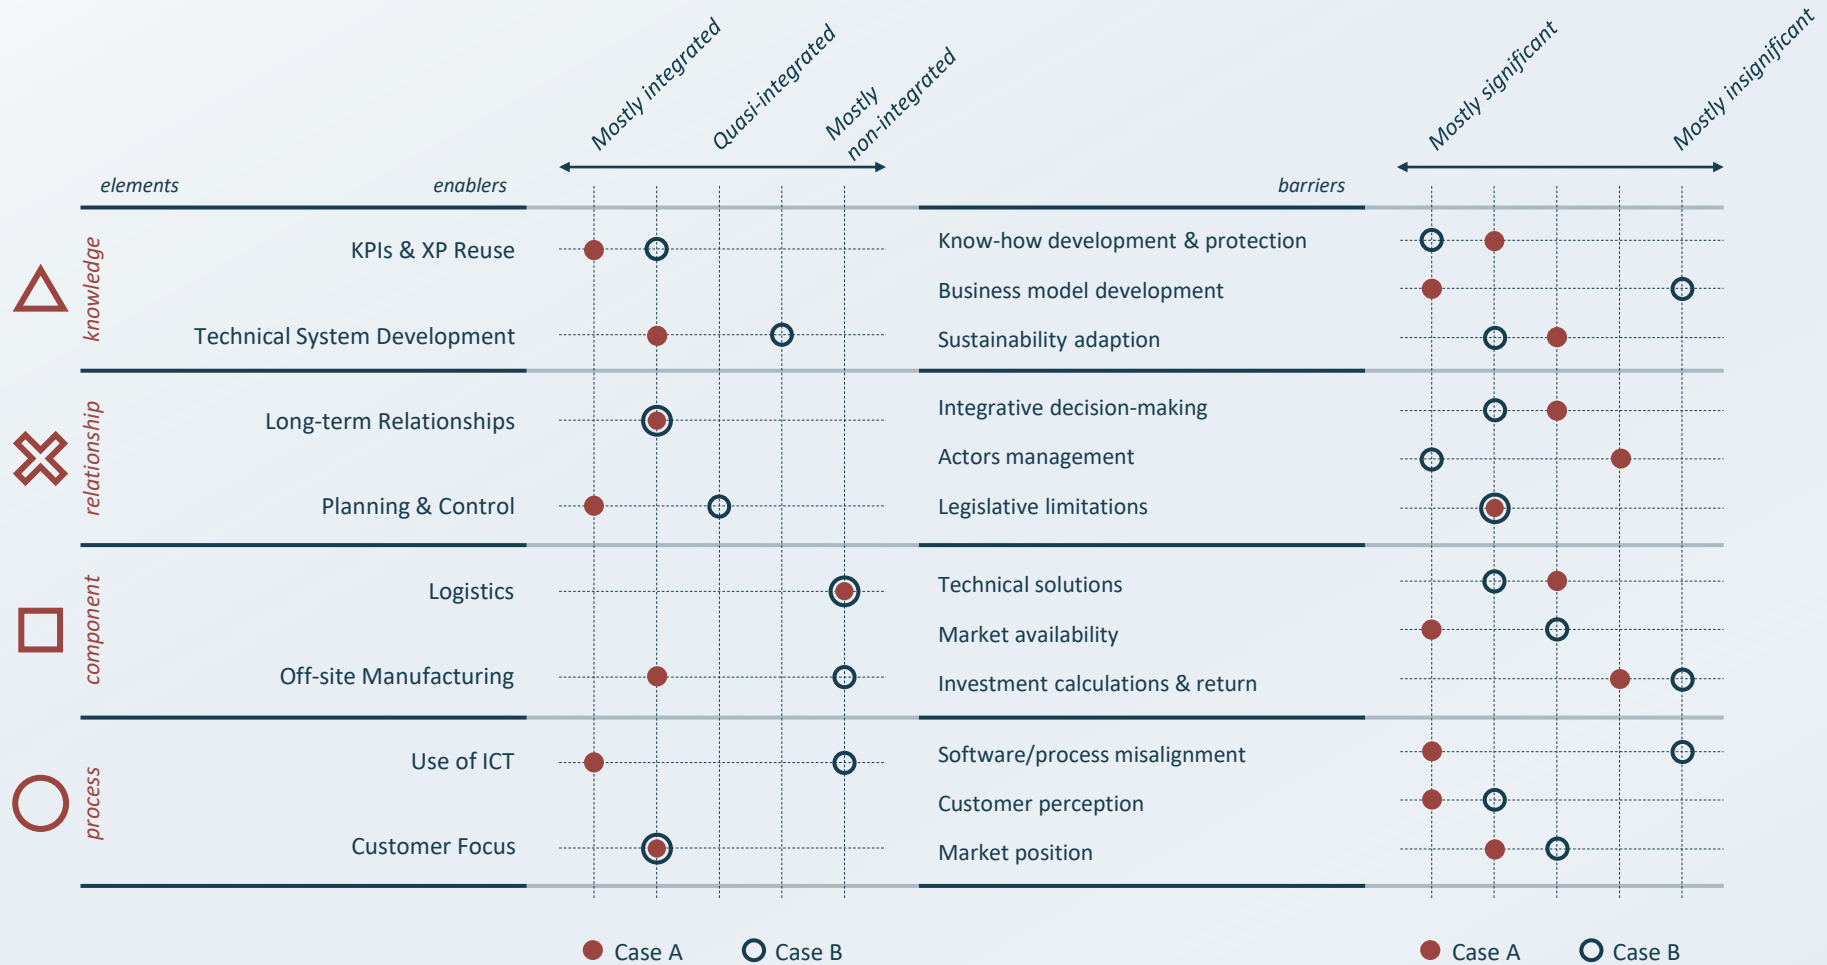 Mostly integrated
Quasi-integrated
Mostly
non-integrated
Mostly significant
Mostly insignificant
elements
enablers
barriers
knowledge
KPIs & XP Reuse
Technical System Development
Know-how development & protection
Business model development
Sustainability adaption
relationship
Long-term Relationships
Planning & Control
Integrative decision-making
Actors management
Legislative limitations
component
Logistics
Off-site Manufacturing
Technical solutions
Market availability
Investment calculations & return
process
Use of ICT
Customer Focus
Software/process misalignment
Customer perception
Market position
Case A
Case B
Case A
Case B